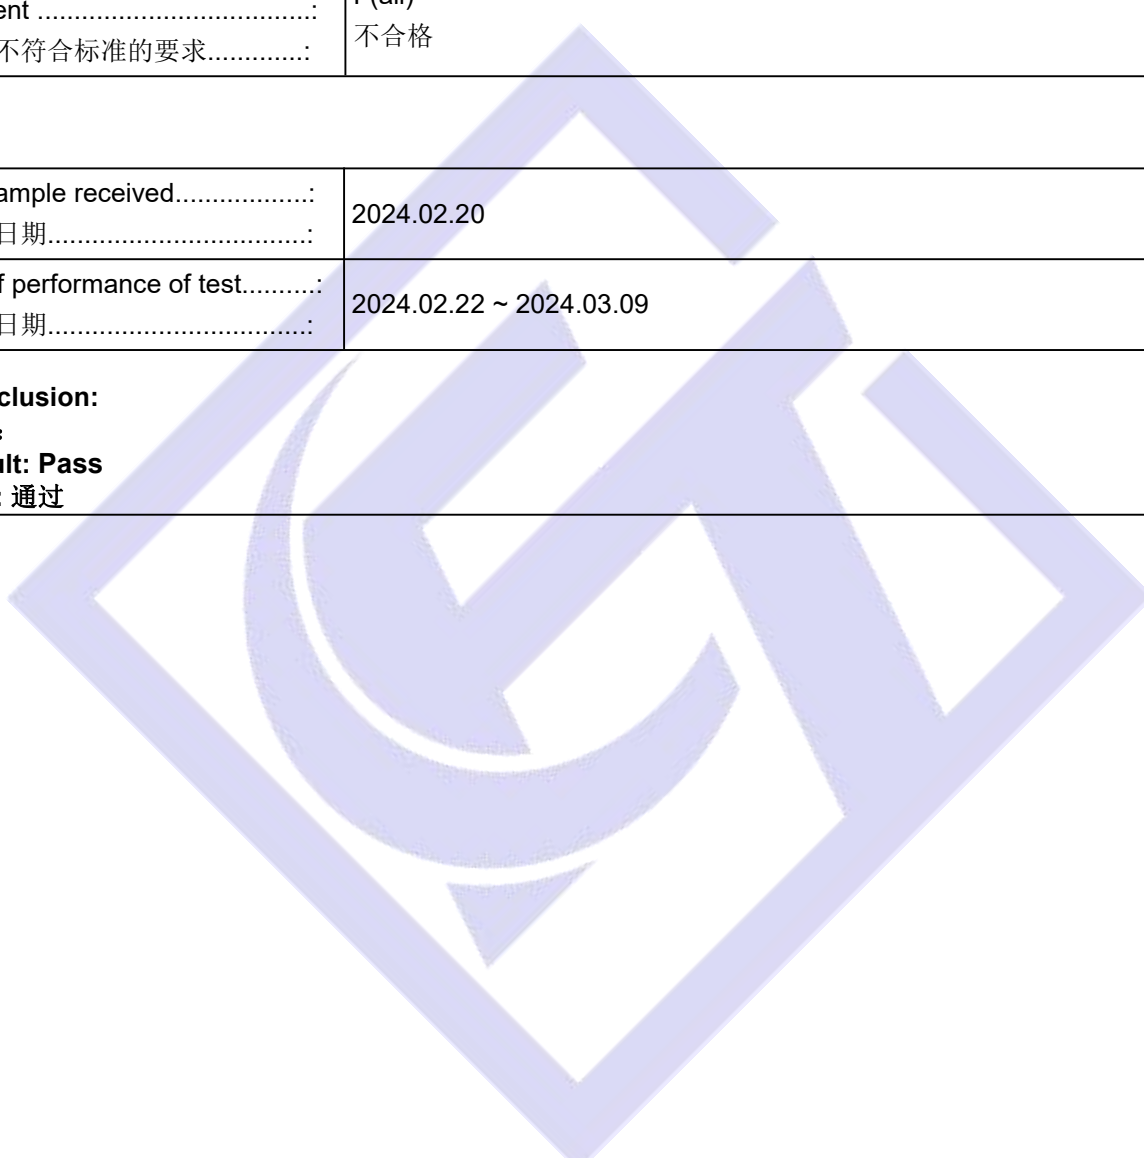 ent ....................................:
不符合标准的要求.............:
不合格
ample received..................:
日期...................................:
2024.02.20
f performance of test..........:
日期...................................:
2024.02.22 ~ 2024.03.09
clusion:
:
ult: Pass
: 通过